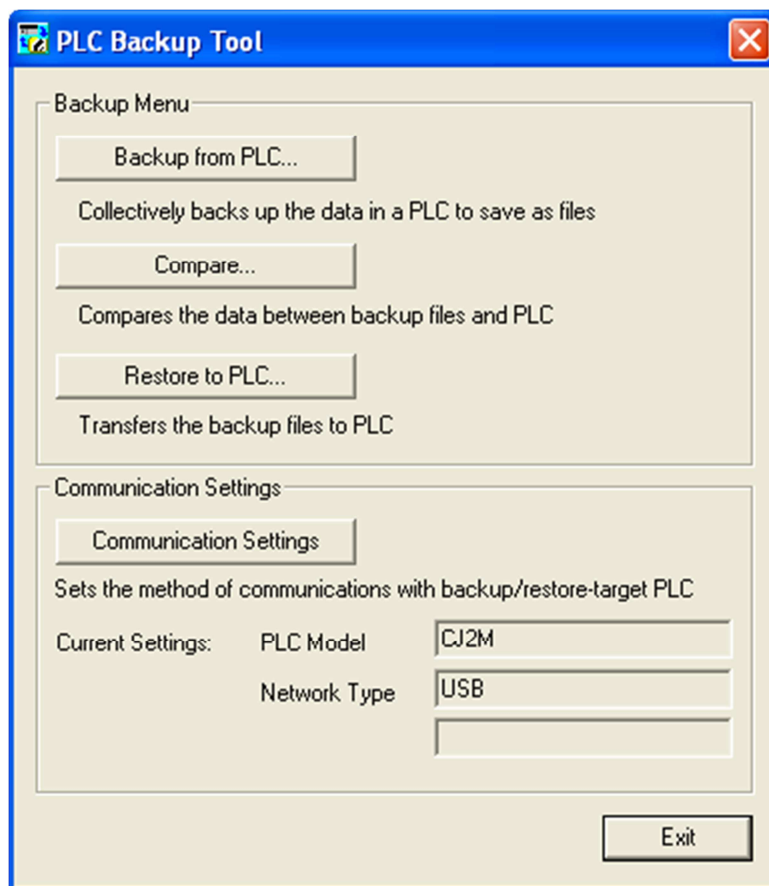 PLC Backup Tool
Backup Menu
Backup from PLC...
Collectively backs up the data in a PLC to save as files
Compare...
Compares the data between backup files and PLC
Restore to PLC...
Transfers the backup files to PLC
Communication Settings
Communication Settings
Sets the method of communications with backup/restore-target PLC
Current Settings: PLC Model CJ2M
Network Type USB
Exit